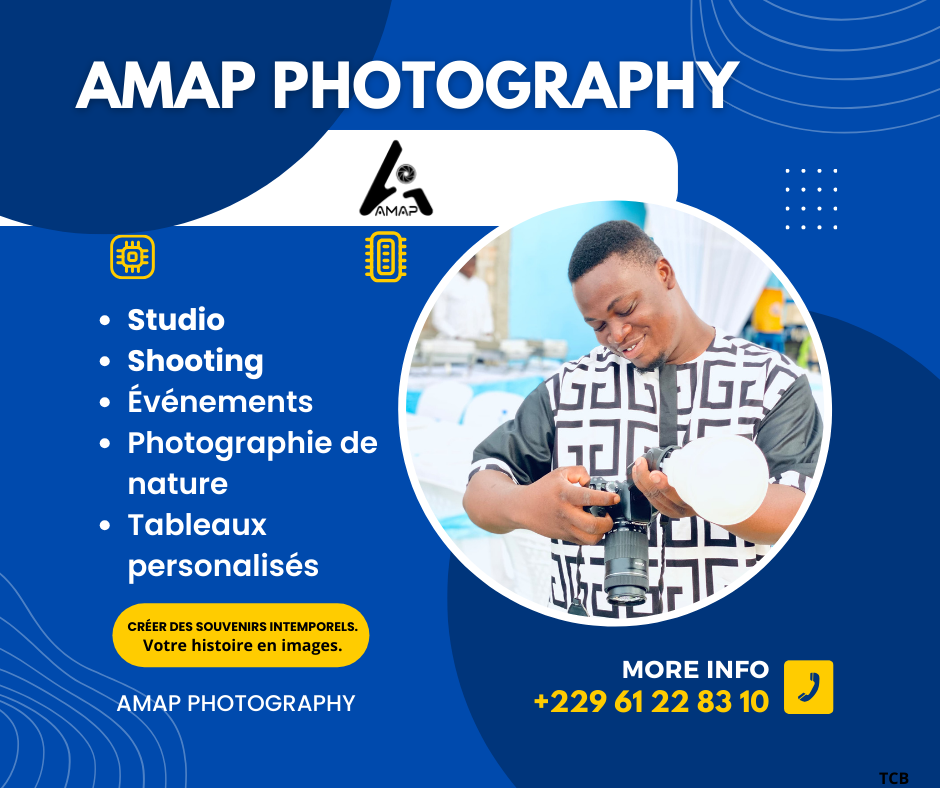 AMAP PHOTOGRAPHY
AMAP
Studio
Shooting
Événements
Photographie de
nature
Tableaux
personalisés
CRÉER DES SOUVENIRS INTEMPORELS.
Votre histoire en images.
AMAP PHOTOGRAPHY
MORE INFO
+229 61 22 83 10
TCB